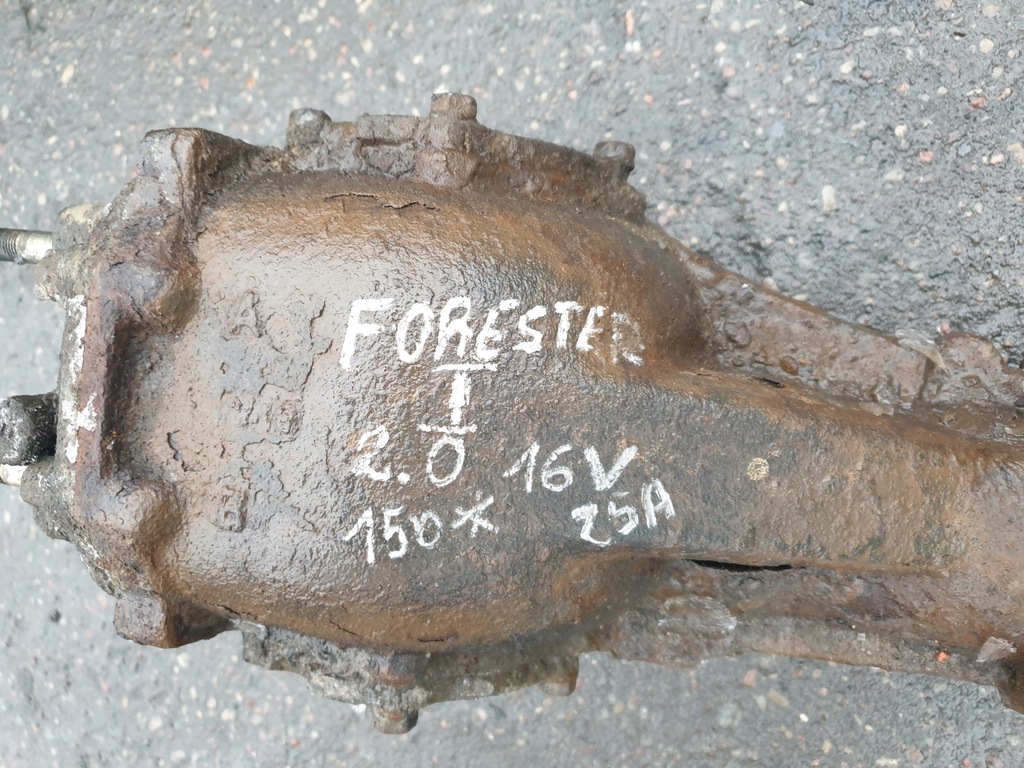 FORESTER
I
2.0 16V
150* 25A